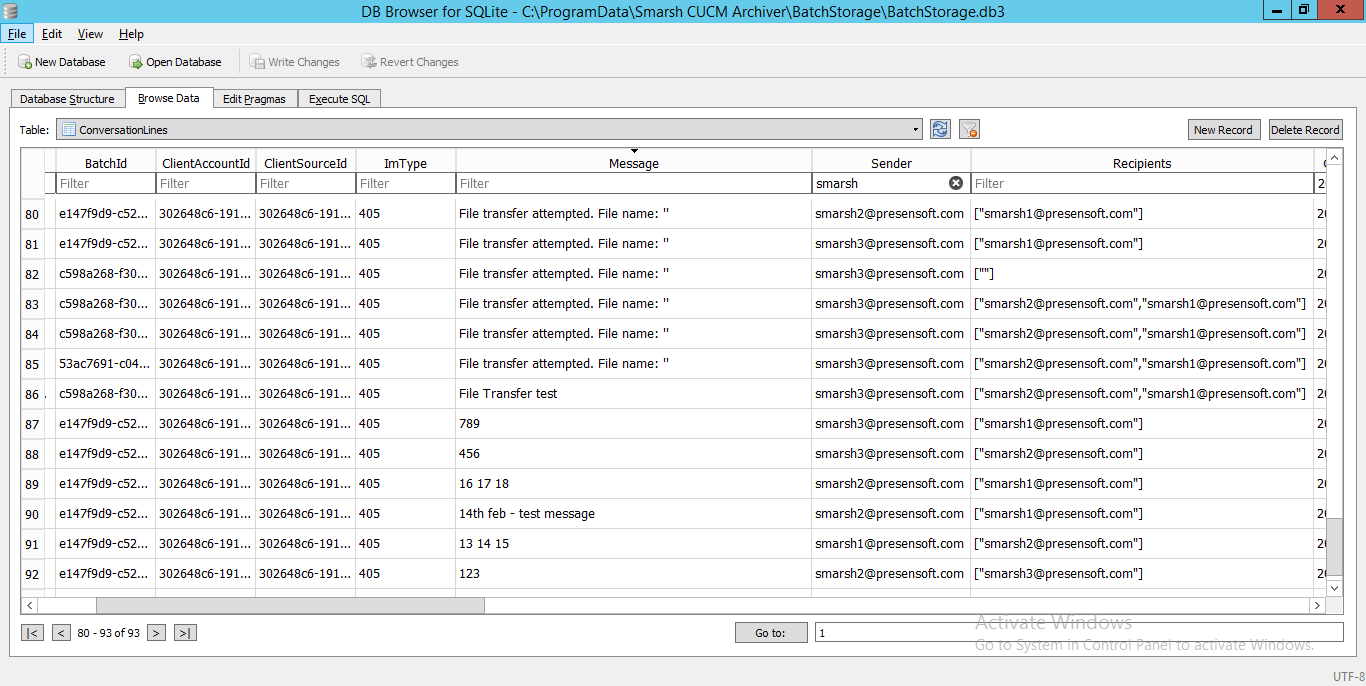 DB Browser for SQLite - C:\ProgramData\Smarsh CUCM Archiver\BatchStorage\BatchStorage.db3
File Edit View Help
New Database Open Database Write Changes Revert Changes
Database Structure Browse Data Edit Pragmas Execute SQL
Table: ConversationLines New Record Delete Record
BatchId ClientAccountId ClientSourceId ImType Message Sender Recipients
Filter Filter Filter Filter Filter smarsh Filter 2
80 e147f9d9-c52... 302648c6-191... 302648c6-191... 405 File transfer attempted. File name: '' smarsh2@presensoft.com ["smarsh1@presensoft.com"] 20
81 e147f9d9-c52... 302648c6-191... 302648c6-191... 405 File transfer attempted. File name: '' smarsh3@presensoft.com ["smarsh1@presensoft.com"] 20
82 c598a268-f30... 302648c6-191... 302648c6-191... 405 File transfer attempted. File name: '' smarsh3@presensoft.com [""] 20
83 c598a268-f30... 302648c6-191... 302648c6-191... 405 File transfer attempted. File name: '' smarsh3@presensoft.com ["smarsh2@presensoft.com","smarsh1@presensoft.com"] 20
84 c598a268-f30... 302648c6-191... 302648c6-191... 405 File transfer attempted. File name: '' smarsh3@presensoft.com ["smarsh2@presensoft.com","smarsh1@presensoft.com"] 20
85 53ac7691-c04... 302648c6-191... 302648c6-191... 405 File transfer attempted. File name: '' smarsh3@presensoft.com ["smarsh2@presensoft.com","smarsh1@presensoft.com"] 20
86 . c598a268-f30... 302648c6-191... 302648c6-191... 405 File Transfer test smarsh3@presensoft.com ["smarsh2@presensoft.com","smarsh1@presensoft.com"] 20
87 e147f9d9-c52... 302648c6-191... 302648c6-191... 405 789 smarsh3@presensoft.com ["smarsh1@presensoft.com"] 20
88 e147f9d9-c52... 302648c6-191... 302648c6-191... 405 456 smarsh3@presensoft.com ["smarsh2@presensoft.com"] 20
89 e147f9d9-c52... 302648c6-191... 302648c6-191... 405 16 17 18 smarsh2@presensoft.com ["smarsh1@presensoft.com"] 20
90 e147f9d9-c52... 302648c6-191... 302648c6-191... 405 14th feb - test message smarsh2@presensoft.com ["smarsh1@presensoft.com"] 20
91 e147f9d9-c52... 302648c6-191... 302648c6-191... 405 13 14 15 smarsh1@presensoft.com ["smarsh2@presensoft.com"] 20
92 e147f9d9-c52... 302648c6-191... 302648c6-191... 405 123 smarsh2@presensoft.com ["smarsh3@presensoft.com"] 20
|< < 80 - 93 of 93 > >| Go to: 1
Activate Windows
Go to System in Control Panel to activate Windows.
UTF-8